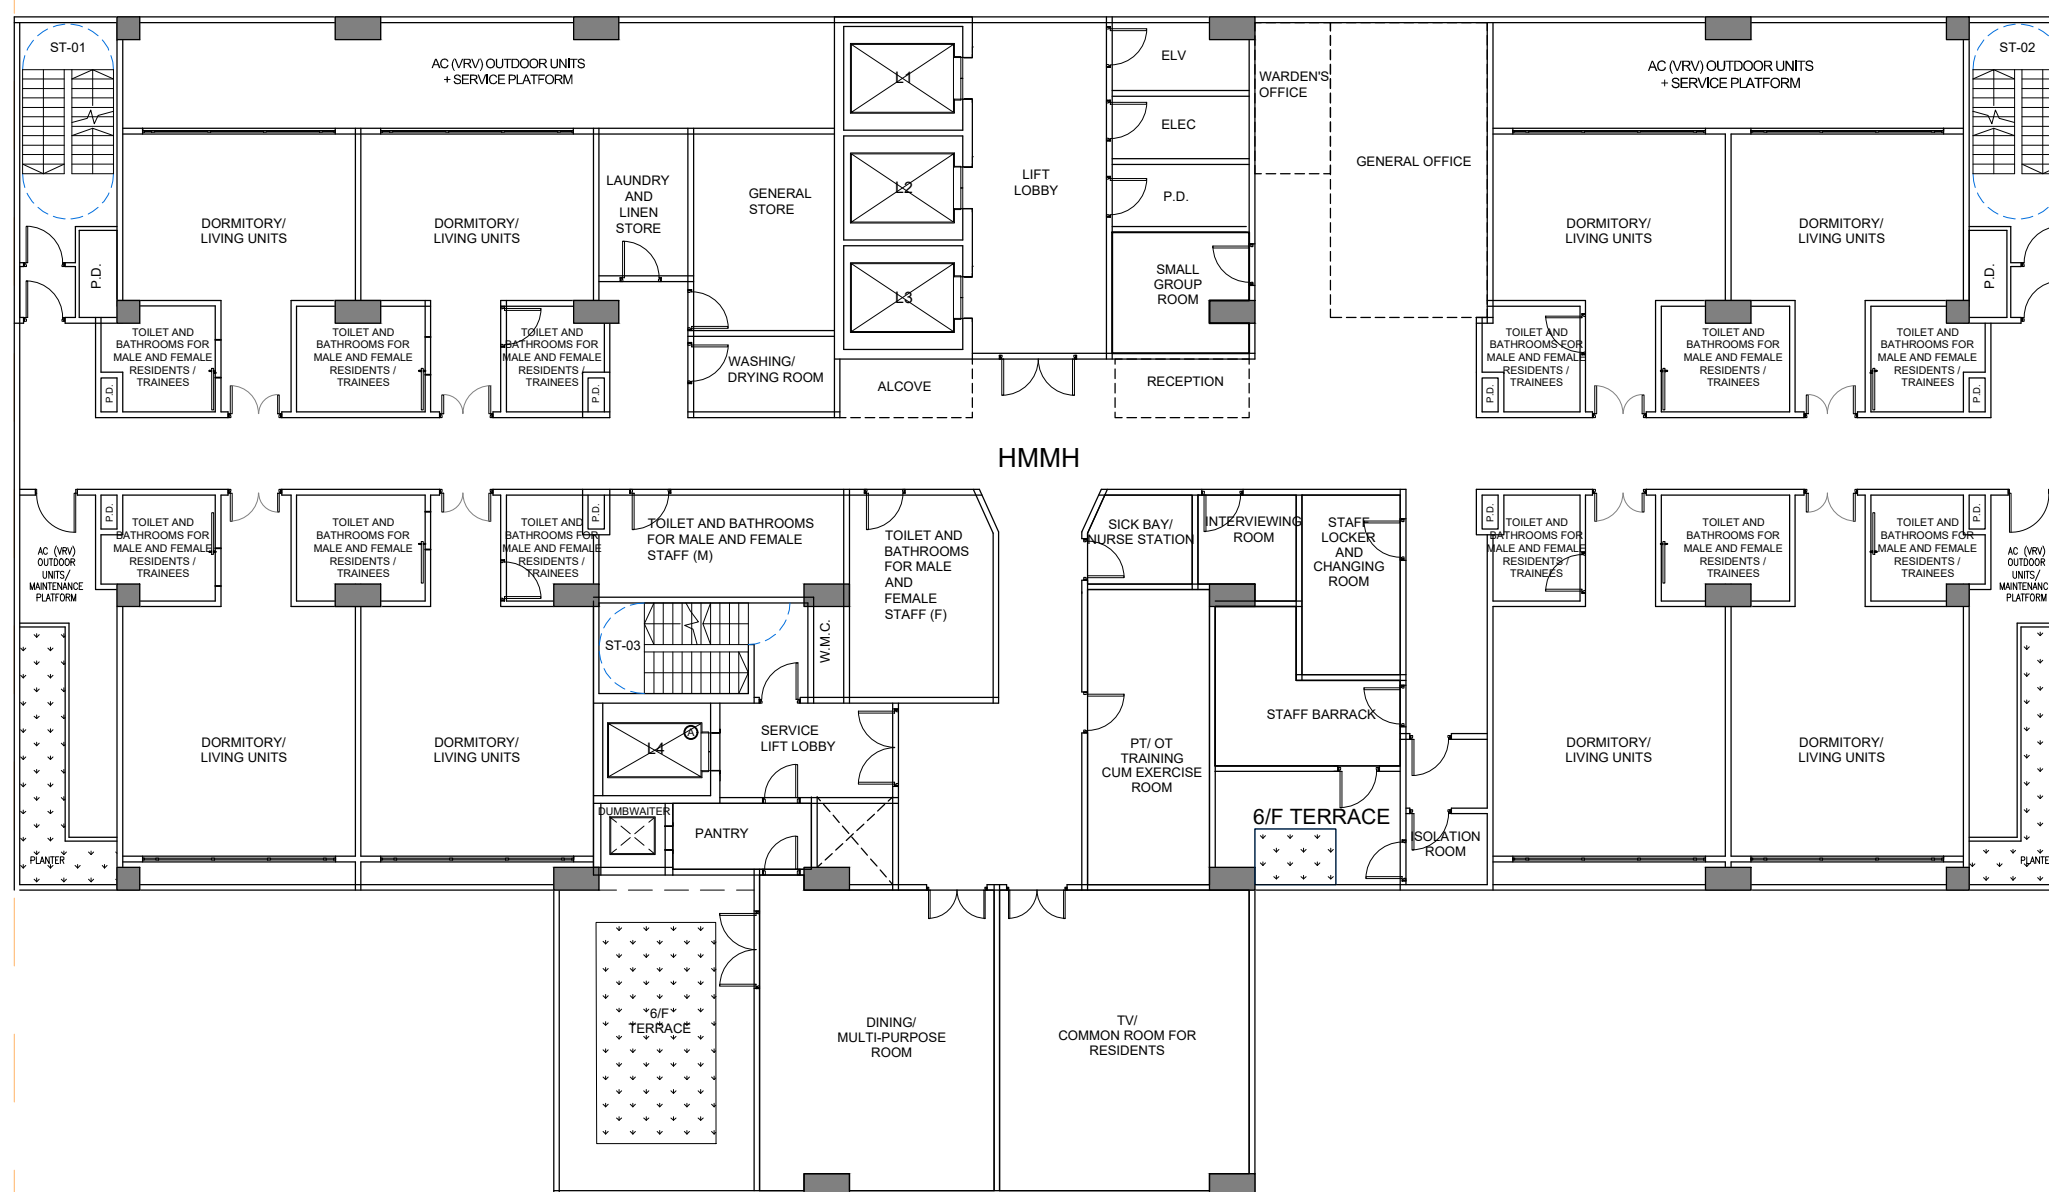 ST-01
AC (VRV) OUTDOOR UNITS
+ SERVICE PLATFORM
L1
ELV
WARDEN'S
OFFICE
AC (VRV) OUTDOOR UNITS
+ SERVICE PLATFORM
ST-02
ELEC
GENERAL OFFICE
LAUNDRY
AND
LINEN
STORE
GENERAL
STORE
L2
LIFT
LOBBY
P.D.
DORMITORY/
LIVING UNITS
DORMITORY/
LIVING UNITS
DORMITORY/
LIVING UNITS
DORMITORY/
LIVING UNITS
P.D.
L3
SMALL
GROUP
ROOM
P.D.
TOILET AND
BATHROOMS FOR
MALE AND FEMALE
RESIDENTS /
TRAINEES
TOILET AND
BATHROOMS FOR
MALE AND FEMALE
RESIDENTS /
TRAINEES
TOILET AND
BATHROOMS FOR
MALE AND FEMALE
RESIDENTS /
TRAINEES
WASHING/
DRYING ROOM
ALCOVE
RECEPTION
TOILET AND
BATHROOMS FOR
MALE AND FEMALE
RESIDENTS /
TRAINEES
TOILET AND
BATHROOMS FOR
MALE AND FEMALE
RESIDENTS /
TRAINEES
TOILET AND
BATHROOMS FOR
MALE AND FEMALE
RESIDENTS /
TRAINEES
P.D.
P.D.
P.D.
P.D.
HMMH
P.D.
P.D.
P.D.
P.D.
AC (VRV)
OUTDOOR
UNITS/
MAINTENANCE
PLATFORM
TOILET AND
BATHROOMS FOR
MALE AND FEMALE
RESIDENTS /
TRAINEES
TOILET AND
BATHROOMS FOR
MALE AND FEMALE
RESIDENTS /
TRAINEES
TOILET AND
BATHROOMS FOR
MALE AND FEMALE
RESIDENTS /
TRAINEES
TOILET AND BATHROOMS
FOR MALE AND FEMALE
STAFF (M)
TOILET AND
BATHROOMS
FOR MALE
AND
FEMALE
STAFF (F)
SICK BAY/
NURSE STATION
INTERVIEWING
ROOM
STAFF
LOCKER
AND
CHANGING
ROOM
TOILET AND
BATHROOMS FOR
MALE AND FEMALE
RESIDENTS /
TRAINEES
TOILET AND
BATHROOMS FOR
MALE AND FEMALE
RESIDENTS /
TRAINEES
TOILET AND
BATHROOMS FOR
MALE AND FEMALE
RESIDENTS /
TRAINEES
AC (VRV)
OUTDOOR
UNITS/
MAINTENANC
PLATFORM
ST-03
W.M.C.
STAFF BARRACK
DORMITORY/
LIVING UNITS
DORMITORY/
LIVING UNITS
L4
A
SERVICE
LIFT LOBBY
PT/ OT
TRAINING
CUM EXERCISE
ROOM
DORMITORY/
LIVING UNITS
DORMITORY/
LIVING UNITS
DUMBWAITER
PANTRY
6/F TERRACE
ISOLATION
ROOM
PLANTER
PLANTE
6/F
TERRACE
DINING/
MULTI-PURPOSE
ROOM
TV/
COMMON ROOM FOR
RESIDENTS